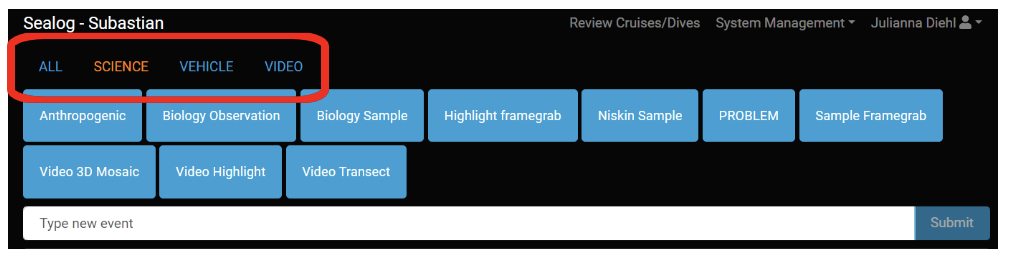 Sealog - Subastian Review Cruises/Dives System Management Julianna Diehl
ALL SCIENCE VEHICLE VIDEO
Anthropogenic Biology Observation Biology Sample Highlight framegrab Niskin Sample PROBLEM Sample Framegrab
Video 3D Mosaic Video Highlight Video Transect
Type new event Submit